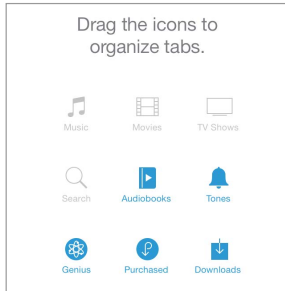 Drag the icons to
organize tabs.
Music Movies TV Shows
Search Audiobooks Tones
Genius Purchased Downloads